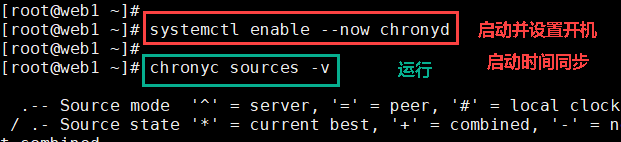 [root@web1 ~]#
[root@web1 ~]# systemctl enable --now chronyd 启动并设置开机
[root@web1 ~]# 启动时间同步
[root@web1 ~]# chronyc sources -v 运行
.-- Source mode '^' = server, '=' = peer, '#' = local clock
/ .- Source state '*' = current best, '+' = combined, '-' = n
t combined